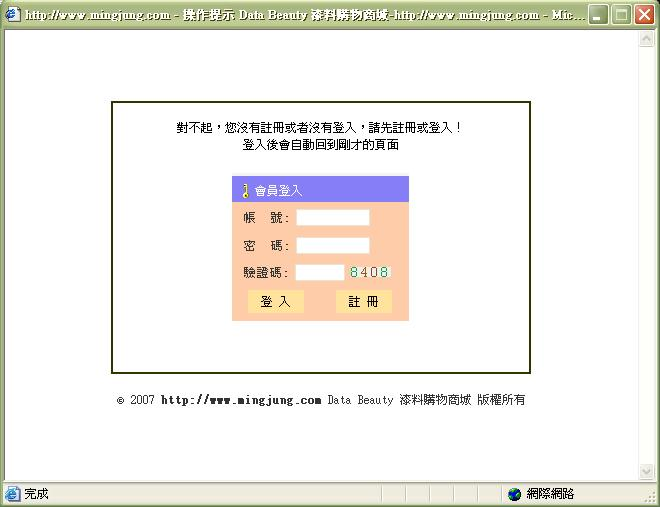 http://www.mingjung.com - 操作提示 Data Beauty 漆料購物商城-http://www.mingjung.com - Mic...
對不起，您沒有註冊或者沒有登入，請先註冊或登入！
登入後會自動回到剛才的頁面
會員登入
帳 號:
密 碼:
驗證碼: 8408
登 入 註 冊
© 2007 http://www.mingjung.com Data Beauty 漆料購物商城 版權所有
完成 網際網路